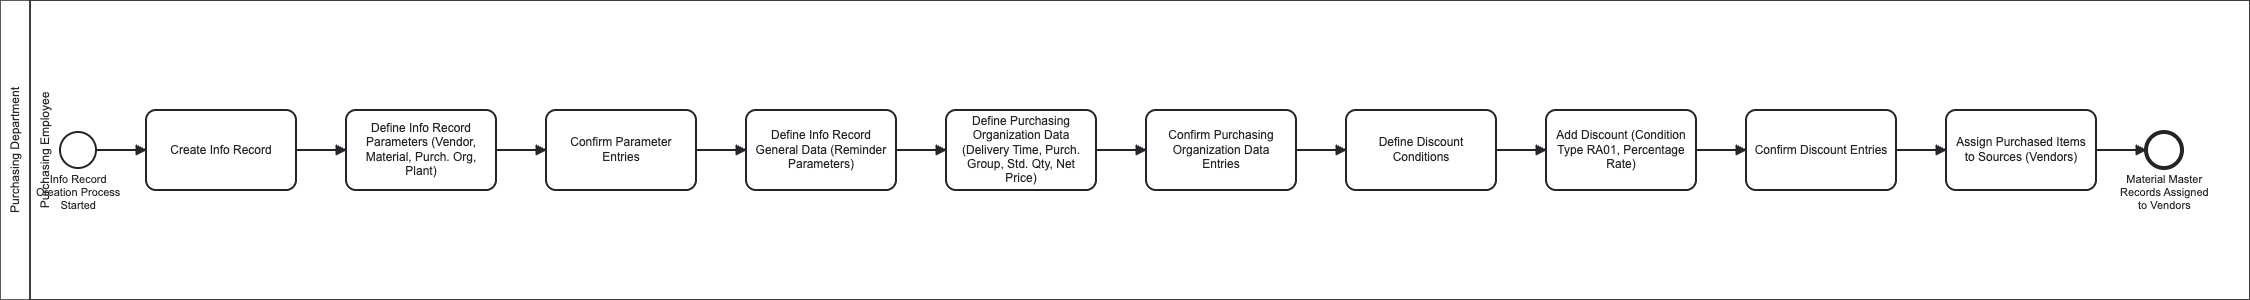 Purchasing Department
Purchasing Employee
Info Record
Creation Process
Started
Create Info Record
Define Info Record
Parameters (Vendor,
Material, Purch. Org,
Plant)
Confirm Parameter
Entries
Define Info Record
General Data (Reminder
Parameters)
Define Purchasing
Organization Data
(Delivery Time, Purch.
Group, Std. Qty, Net
Price)
Confirm Purchasing
Organization Data
Entries
Define Discount
Conditions
Add Discount (Condition
Type RA01, Percentage
Rate)
Confirm Discount Entries
Assign Purchased Items
to Sources (Vendors)
Material Master
Records Assigned
to Vendors